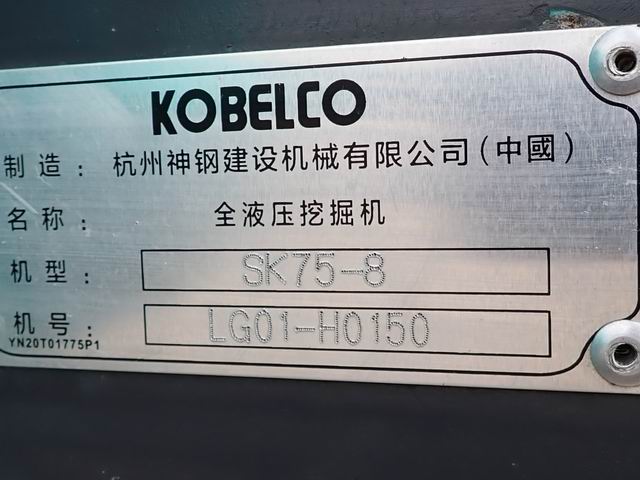 KOBELCO
制造: 杭州神钢建设机械有限公司(中國)
名称: 全液压挖掘机
机型: SK75-8
机号: LG01-H0150
YN20T01775P1